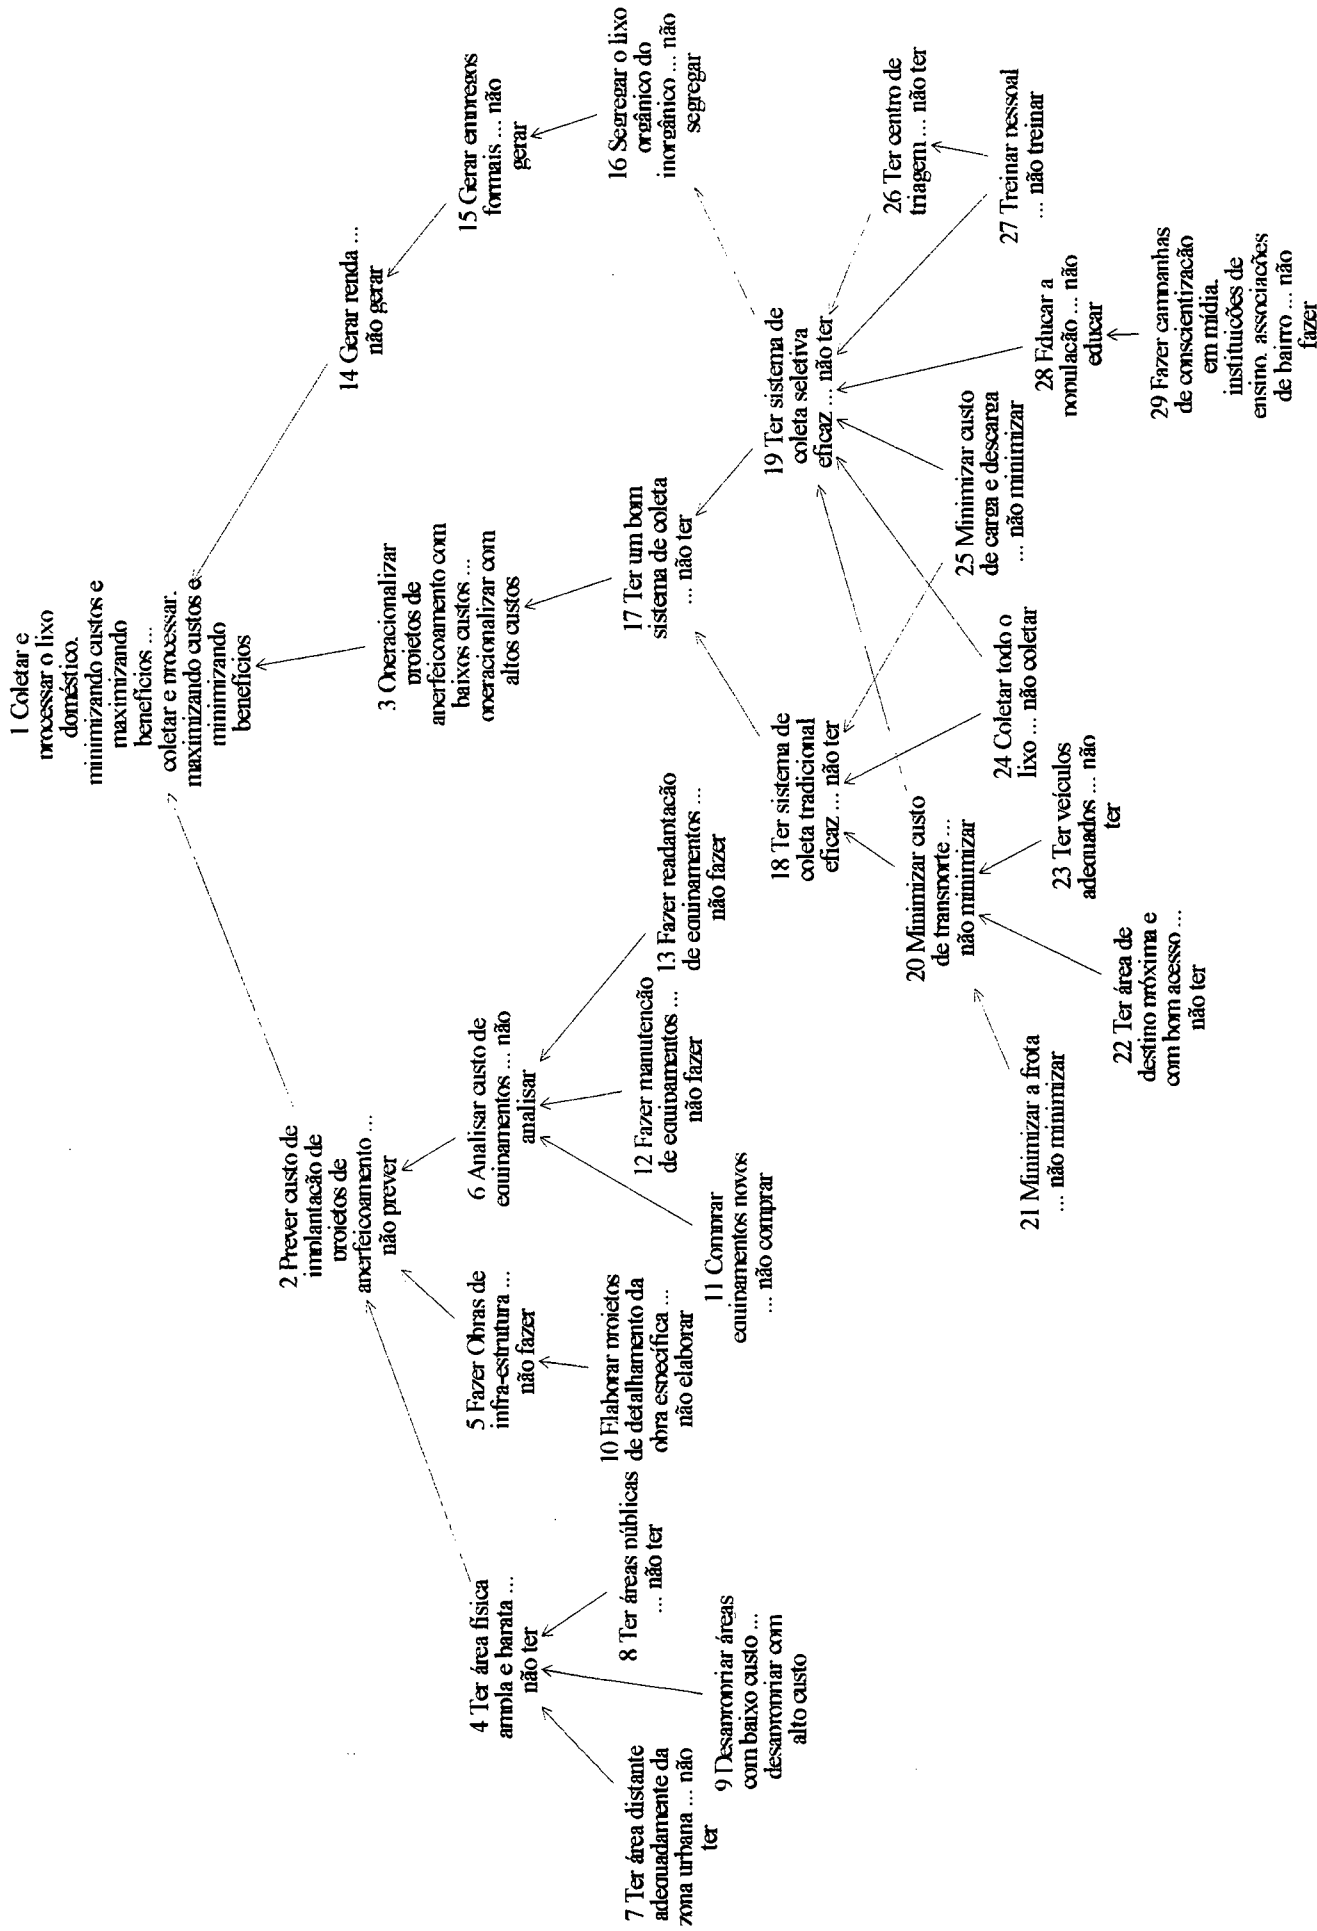 1 Coletar e
processar o lixo
doméstico.
minimizando custos e
maximizando
benefícios ...
coletar e processar.
maximizando custos e
minimizando
benefícios
2 Prever custo de
implantação de
projetos de
aperfeiçoamento ...
não prever
3 Operacionalizar
projetos de
aperfeiçoamento com
baixos custos ...
operacionalizar com
altos custos
14 Gerar renda ...
não gerar
4 Ter área física
ampla e barata ...
não ter
5 Fazer Obras de
infra-estrutura ...
não fazer
6 Analisar custo de
equipamentos ... não
analisar
15 Gerar empregos
formais ... não
gerar
7 Ter área distante
adequadamente da
zona urbana ... não
ter
8 Ter áreas públicas
... não ter
9 Desapropriar áreas
com baixo custo ...
desapropriar com
alto custo
10 Elaborar projetos
de detalhamento da
obra específica ...
não elaborar
11 Comprar
equipamentos novos
... não comprar
12 Fazer manutenção
de equipamentos ...
não fazer
13 Fazer readaptação
de equipamentos ...
não fazer
17 Ter um bom
sistema de coleta
... não ter
16 Segregar o lixo
orgânico do
inorgânico ... não
segregar
18 Ter sistema de
coleta tradicional
eficaz ... não ter
19 Ter sistema de
coleta seletiva
eficaz ... não ter
20 Minimizar custo
de transporte ...
não minimizar
21 Minimizar a frota
... não minimizar
22 Ter área de
destino próxima e
com bom acesso ...
não ter
23 Ter veículos
adequados ... não
ter
24 Coletar todo o
lixo ... não coletar
25 Minimizar custo
de carga e descarga
... não minimizar
26 Ter centro de
triagem ... não ter
27 Treinar pessoal
... não treinar
28 Educar a
população ... não
educar
29 Fazer campanhas
de conscientização
em mídia.
instituições de
ensino. associações
de bairro ... não
fazer